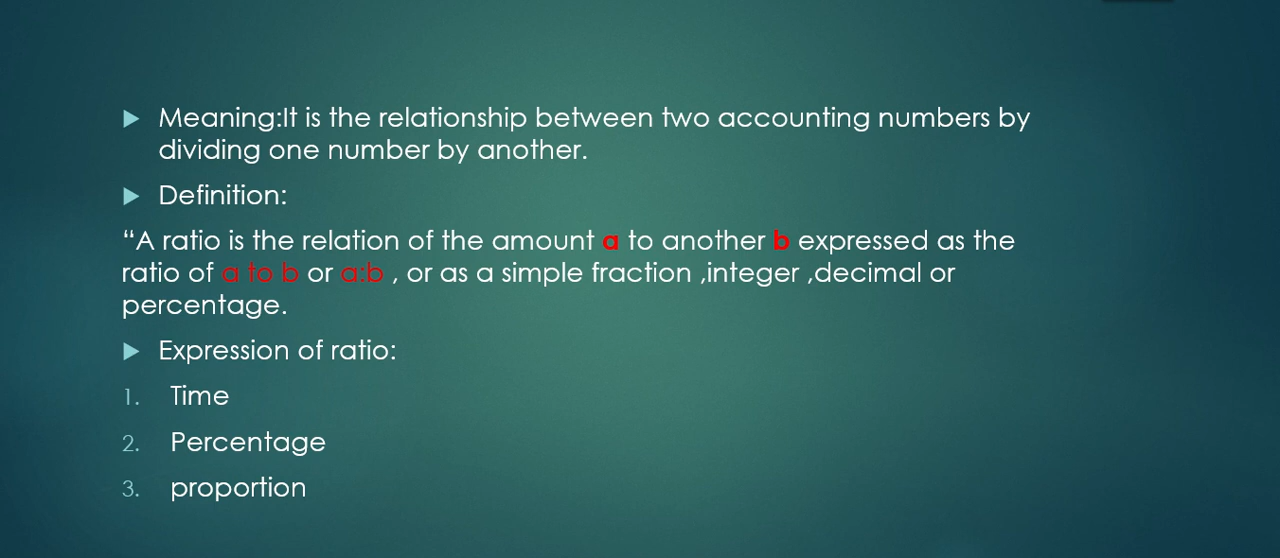 Meaning:It is the relationship between two accounting numbers by
dividing one number by another.
Definition:
“A ratio is the relation of the amount a to another b expressed as the
ratio of a to b or a:b , or as a simple fraction ,integer ,decimal or
percentage.
Expression of ratio:
1. Time
2. Percentage
3. proportion